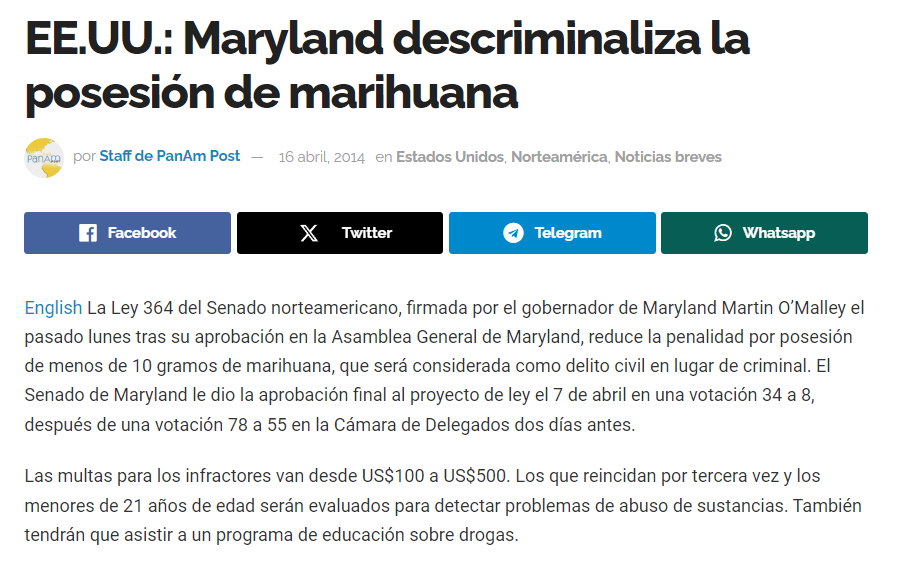 EE.UU.: Maryland descriminaliza la
posesión de marihuana
PanAm
por Staff de PanAm Post — 16 abril, 2014 en Estados Unidos, Norteamérica, Noticias breves
Facebook Twitter Telegram Whatsapp
English La Ley 364 del Senado norteamericano, firmada por el gobernador de Maryland Martin O’Malley el
pasado lunes tras su aprobación en la Asamblea General de Maryland, reduce la penalidad por posesión
de menos de 10 gramos de marihuana, que será considerada como delito civil en lugar de criminal. El
Senado de Maryland le dio la aprobación final al proyecto de ley el 7 de abril en una votación 34 a 8,
después de una votación 78 a 55 en la Cámara de Delegados dos días antes.
Las multas para los infractores van desde US$100 a US$500. Los que reincidan por tercera vez y los
menores de 21 años de edad serán evaluados para detectar problemas de abuso de sustancias. También
tendrán que asistir a un programa de educación sobre drogas.